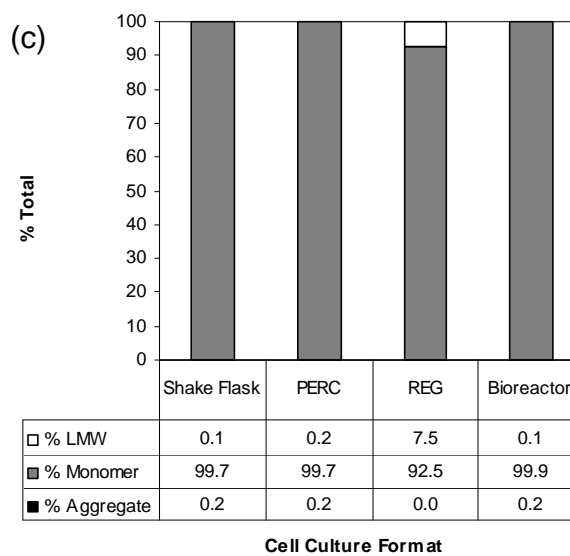 (c)
% Total
100
90
80
70
60
50
40
30
20
10
0
Shake Flask PERC REG Bioreactor
% LMW 0.1 0.2 7.5 0.1
% Monomer 99.7 99.7 92.5 99.9
% Aggregate 0.2 0.2 0.0 0.2
Cell Culture Format